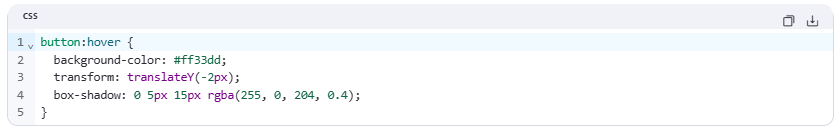 css
1 button:hover {
2 background-color: #ff33dd;
3 transform: translateY(-2px);
4 box-shadow: 0 5px 15px rgba(255, 0, 204, 0.4);
5 }